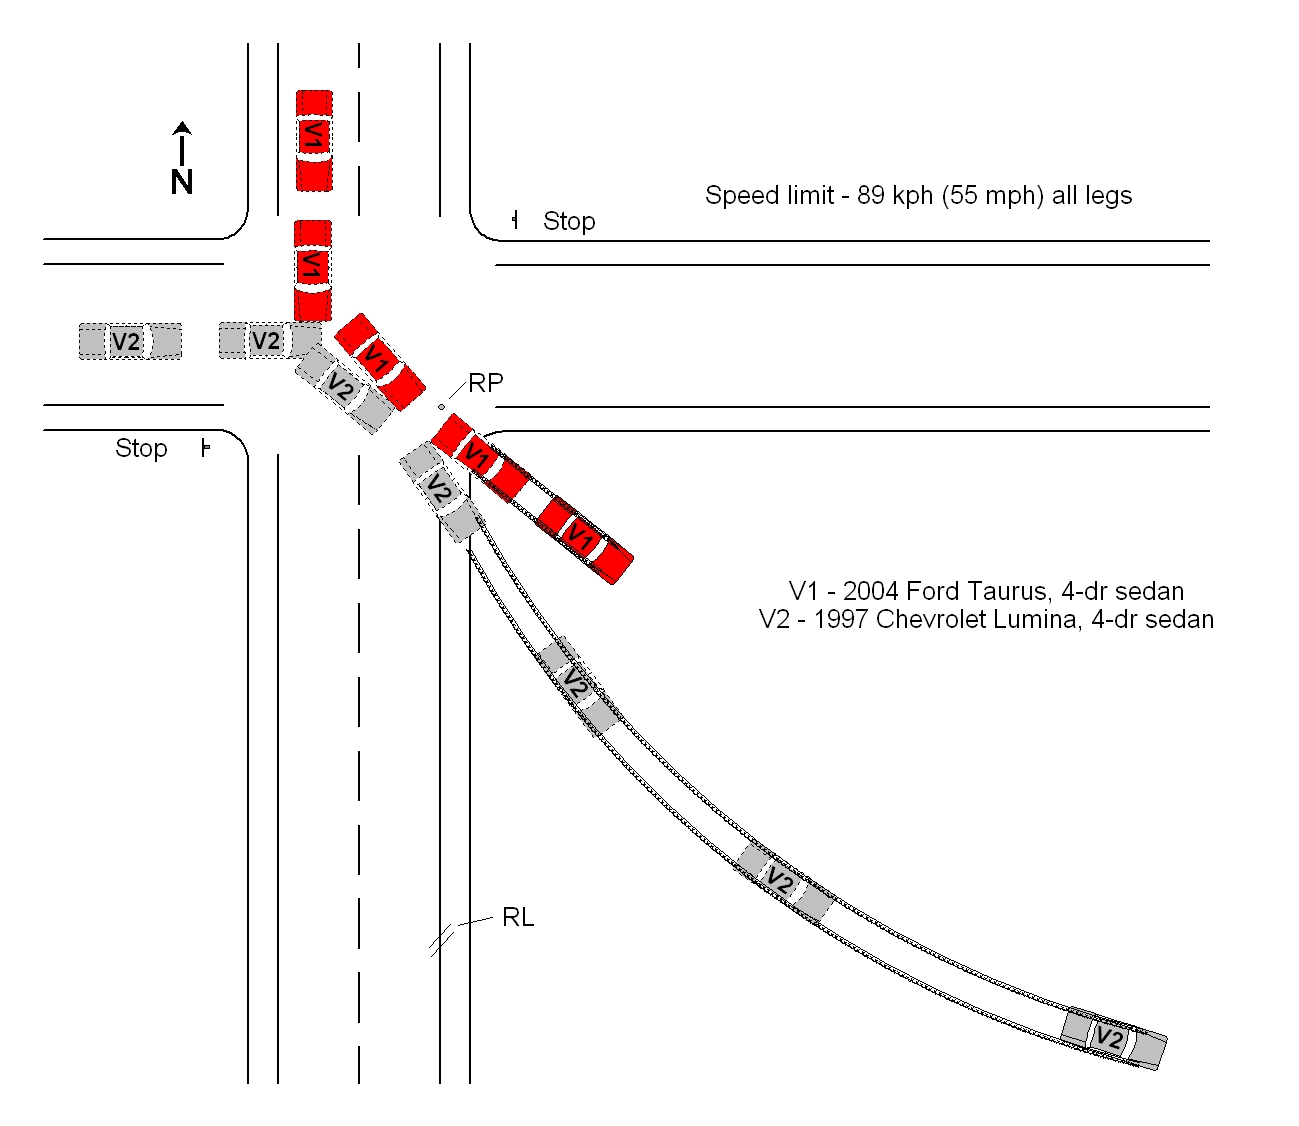 V1
N
Speed limit - 89 kph (55 mph) all legs
Stop
V1
V2
V2
V1
V2
RP
Stop
V1
V2
V1
V1 - 2004 Ford Taurus, 4-dr sedan
V2 - 1997 Chevrolet Lumina, 4-dr sedan
V2
V2
RL
V2